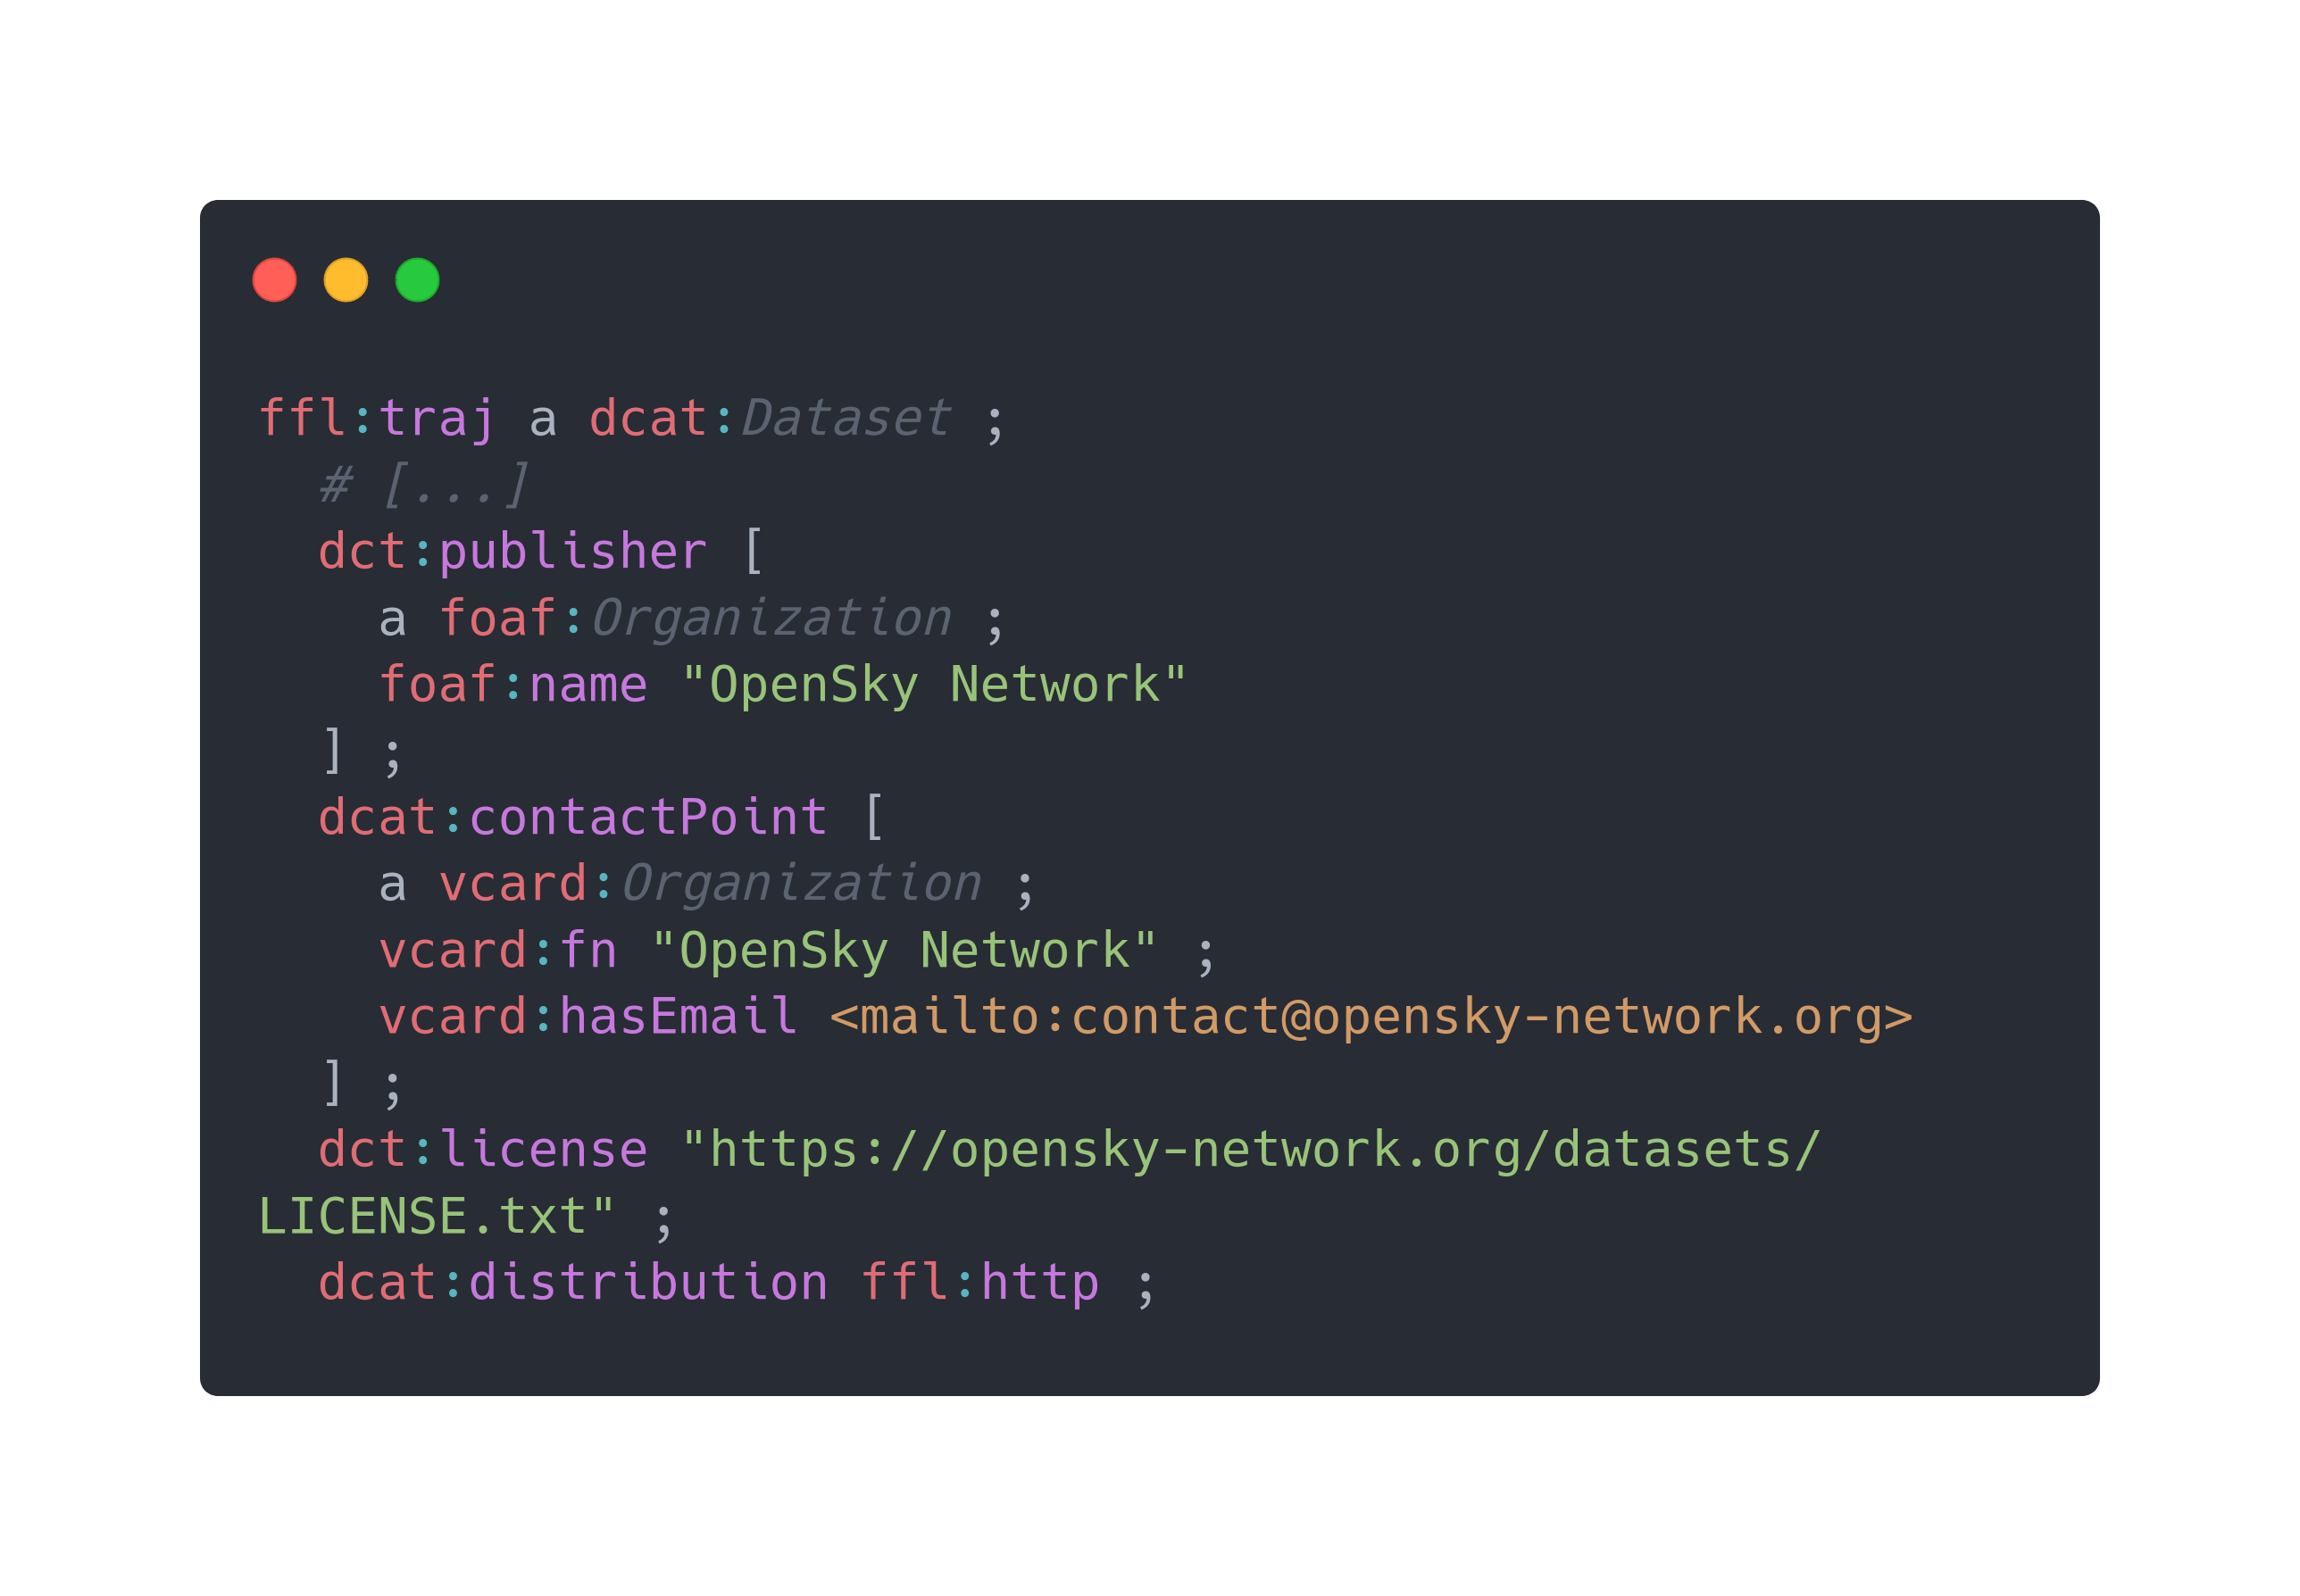 ffl:traj a dcat:Dataset ;
  # [...]
  dct:publisher [
    a foaf:Organization ;
    foaf:name "OpenSky Network"
  ] ;
  dcat:contactPoint [
    a vcard:Organization ;
    vcard:fn "OpenSky Network" ;
    vcard:hasEmail <mailto:contact@opensky-network.org>
  ] ;
  dct:license "https://opensky-network.org/datasets/
LICENSE.txt" ;
  dcat:distribution ffl:http ;